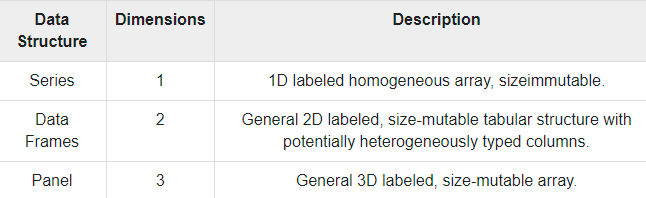 Data Structure Dimensions Description
Series 1 1D labeled homogeneous array, sizeimmutable.
Data Frames 2 General 2D labeled, size-mutable tabular structure with
potentially heterogeneously typed columns.
Panel 3 General 3D labeled, size-mutable array.